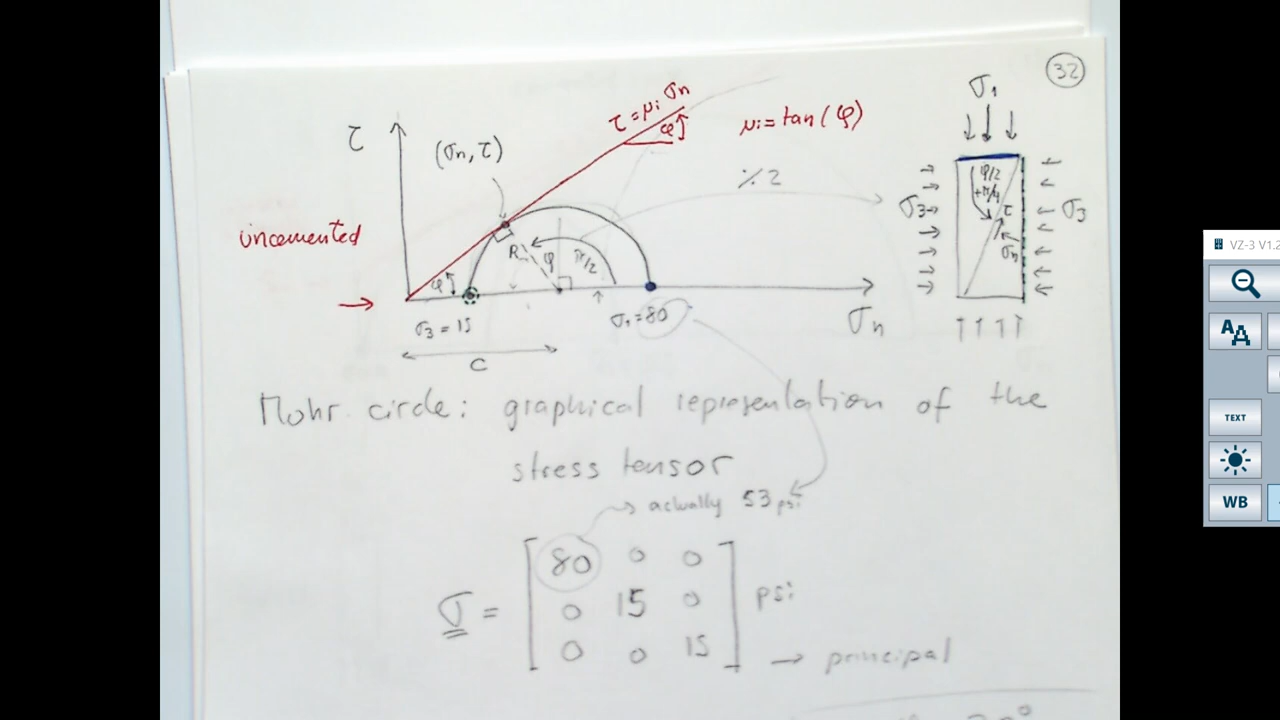 32
τ
(σn, τ)
τ = μi σn
φ
μi = tan(φ)
σ1
÷ 2
φ/2
+π/4
σ3
τ
σn
σ3
uncemented
R
φ
π/2
φ
σ3 = 15
σ1 = 80
σn
c
Mohr circle: graphical representation of the
stress tensor
actually 53 psi
80 0 0
σ = 0 15 0 psi
0 0 15 → principal
VZ-3 V1.2
AA
TEXT
WB